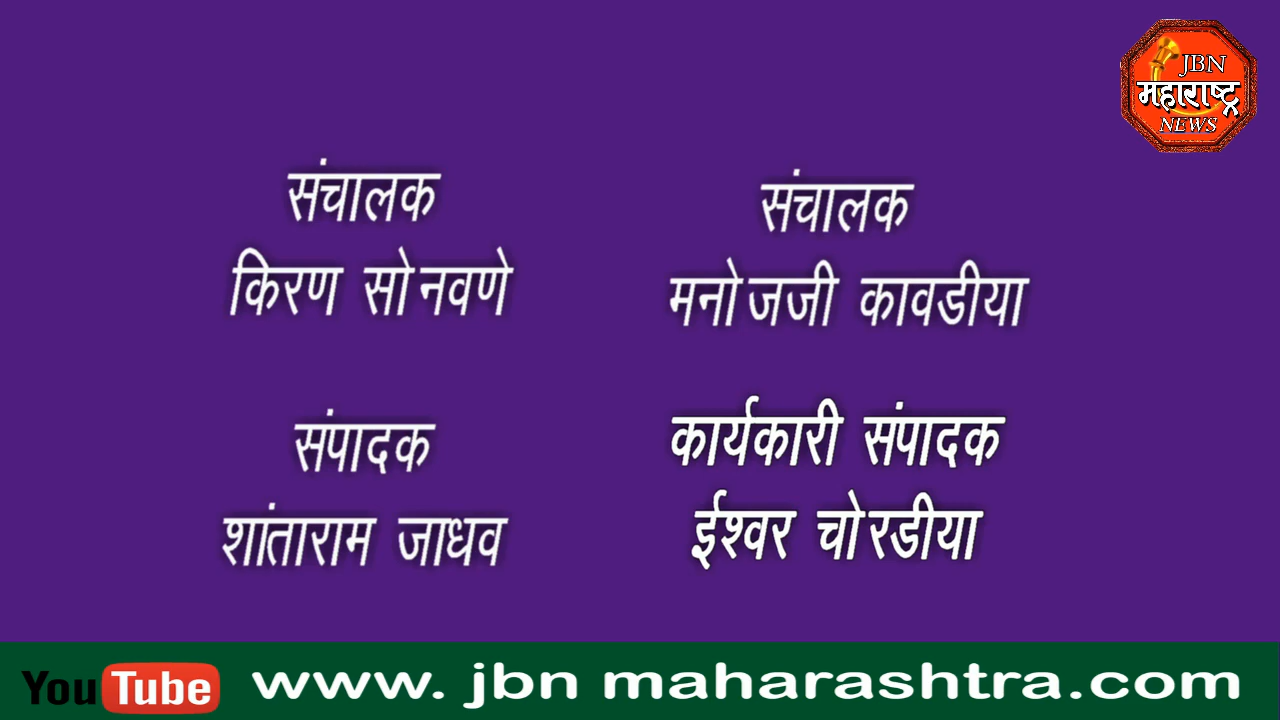 JBN
महाराष्ट्र
NEWS
संचालक
किरण सोनवणे
संचालक
मनोजजी कावडीया
संपादक
शांताराम जाधव
कार्यकारी संपादक
ईश्वर चोरडीया
YouTube www. jbn maharashtra.com